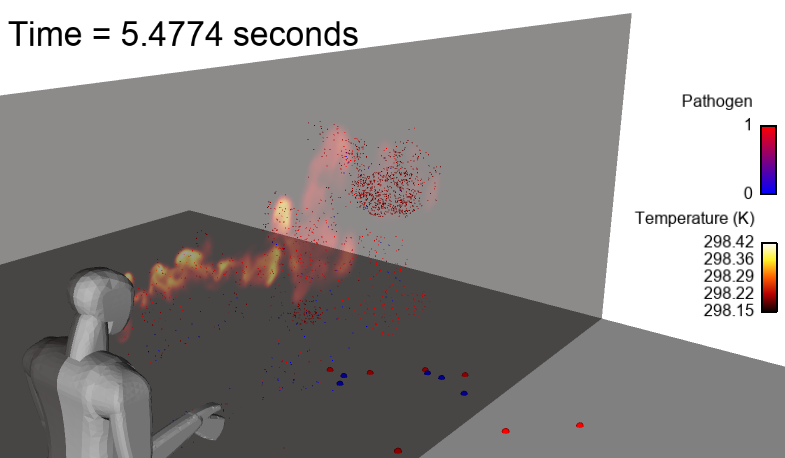 Time = 5.4774 seconds
Pathogen
1
0
Temperature (K)
298.42
298.36
298.29
298.22
298.15